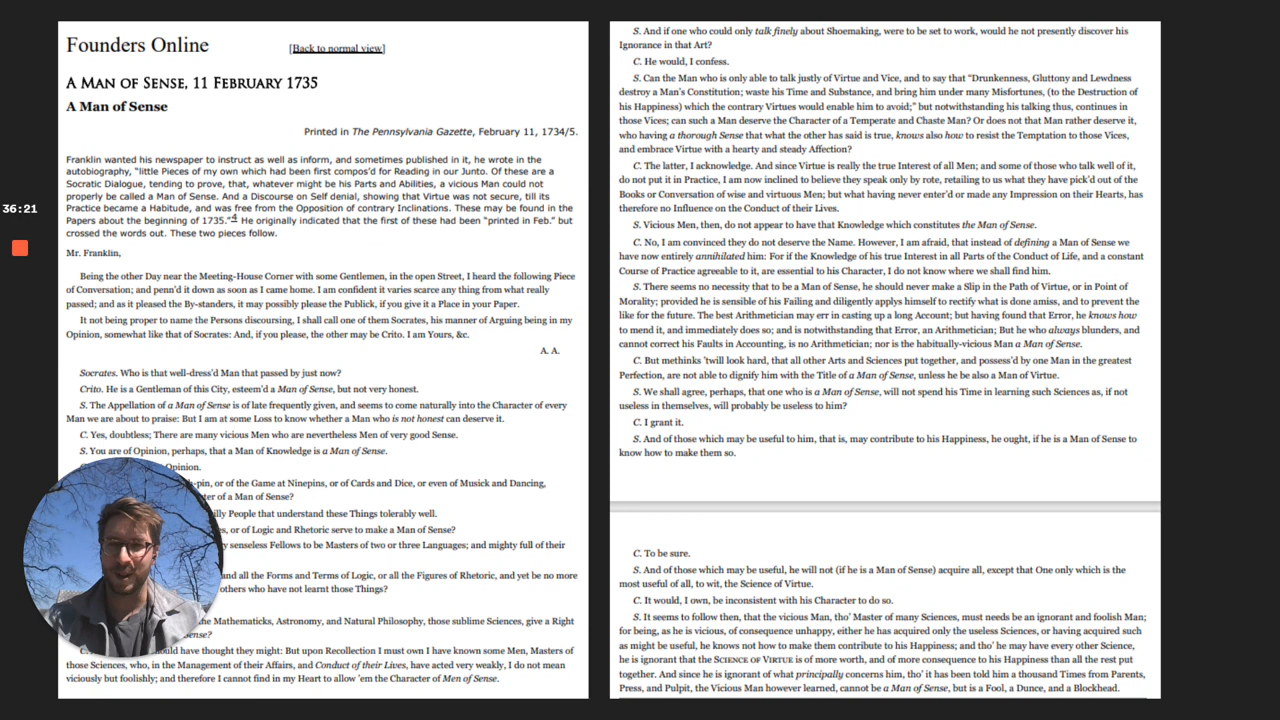 Founders Online
[Back to normal view]
A MAN OF SENSE, 11 FEBRUARY 1735
A Man of Sense
Printed in The Pennsylvania Gazette, February 11, 1734/5.
Franklin wanted his newspaper to instruct as well as inform, and sometimes published in it, he wrote in the
autobiography, “little Pieces of my own which had been first compos’d for Reading in our Junto. Of these are a
Socratic Dialogue, tending to prove, that, whatever might be his Parts and Abilities, a vicious Man could not
properly be called a Man of Sense. And a Discourse on Self denial, showing that Virtue was not secure, till its
Practice became a Habitude, and was free from the Opposition of contrary Inclinations. These may be found in the
Papers about the beginning of 1735.”4 He originally indicated that the first of these had been “printed in Feb.” but
crossed the words out. These two pieces follow.
Mr. Franklin,
Being the other Day near the Meeting-House Corner with some Gentlemen, in the open Street, I heard the following Piece
of Conversation; and penn’d it down as soon as I came home. I am confident it varies scarce any thing from what really
passed; and as it pleased the By-standers, it may possibly please the Publick, if you give it a Place in your Paper.
It not being proper to name the Persons discoursing, I shall call one of them Socrates, his manner of Arguing being in my
Opinion, somewhat like that of Socrates: And, if you please, the other may be Crito. I am Yours, &c.
A. A.
Socrates. Who is that well-dress’d Man that passed by just now?
Crito. He is a Gentleman of this City, esteem’d a Man of Sense, but not very honest.
S. The Appellation of a Man of Sense is of late frequently given, and seems to come naturally into the Character of every
Man we are about to praise: But I am at some Loss to know whether a Man who is not honest can deserve it.
C. Yes, doubtless; There are many vicious Men who are nevertheless Men of very good Sense.
S. You are of Opinion, perhaps, that a Man of Knowledge is a Man of Sense.
Opinion.
-pin, or of the Game at Ninepins, or of Cards and Dice, or even of Musick and Dancing,
ter of a Man of Sense?
illy People that understand these Things tolerably well.
s, or of Logic and Rhetoric serve to make a Man of Sense?
y senseless Fellows to be Masters of two or three Languages; and mighty full of their
and all the Forms and Terms of Logic, or all the Figures of Rhetoric, and yet be no more
others who have not learnt those Things?
the Mathematicks, Astronomy, and Natural Philosophy, those sublime Sciences, give a Right
ense?
C. ould have thought they might: But upon Recollection I must own I have known some Men, Masters of
those Sciences, who, in the Management of their Affairs, and Conduct of their Lives, have acted very weakly, I do not mean
viciously but foolishly; and therefore I cannot find in my Heart to allow ’em the Character of Men of Sense.
36:21
S. And if one who could only talk finely about Shoemaking, were to be set to work, would he not presently discover his
Ignorance in that Art?
C. He would, I confess.
S. Can the Man who is only able to talk justly of Virtue and Vice, and to say that “Drunkenness, Gluttony and Lewdness
destroy a Man’s Constitution; waste his Time and Substance, and bring him under many Misfortunes, (to the Destruction of
his Happiness) which the contrary Virtues would enable him to avoid;” but notwithstanding his talking thus, continues in
those Vices; can such a Man deserve the Character of a Temperate and Chaste Man? Or does not that Man rather deserve it,
who having a thorough Sense that what the other has said is true, knows also how to resist the Temptation to those Vices,
and embrace Virtue with a hearty and steady Affection?
C. The latter, I acknowledge. And since Virtue is really the true Interest of all Men; and some of those who talk well of it,
do not put it in Practice, I am now inclined to believe they speak only by rote, retailing to us what they have pick’d out of the
Books or Conversation of wise and virtuous Men; but what having never enter’d or made any Impression on their Hearts, has
therefore no Influence on the Conduct of their Lives.
S. Vicious Men, then, do not appear to have that Knowledge which constitutes the Man of Sense.
C. No, I am convinced they do not deserve the Name. However, I am afraid, that instead of defining a Man of Sense we
have now entirely annihilated him: For if the Knowledge of his true Interest in all Parts of the Conduct of Life, and a constant
Course of Practice agreeable to it, are essential to his Character, I do not know where we shall find him.
S. There seems no necessity that to be a Man of Sense, he should never make a Slip in the Path of Virtue, or in Point of
Morality; provided he is sensible of his Failing and diligently applys himself to rectify what is done amiss, and to prevent the
like for the future. The best Arithmetician may err in casting up a long Account; but having found that Error, he knows how
to mend it, and immediately does so; and is notwithstanding that Error, an Arithmetician; But he who always blunders, and
cannot correct his Faults in Accounting, is no Arithmetician; nor is the habitually-vicious Man a Man of Sense.
C. But methinks ’twill look hard, that all other Arts and Sciences put together, and possess’d by one Man in the greatest
Perfection, are not able to dignify him with the Title of a Man of Sense, unless he be also a Man of Virtue.
S. We shall agree, perhaps, that one who is a Man of Sense, will not spend his Time in learning such Sciences as, if not
useless in themselves, will probably be useless to him?
C. I grant it.
S. And of those which may be useful to him, that is, may contribute to his Happiness, he ought, if he is a Man of Sense to
know how to make them so.
C. To be sure.
S. And of those which may be useful, he will not (if he is a Man of Sense) acquire all, except that One only which is the
most useful of all, to wit, the Science of Virtue.
C. It would, I own, be inconsistent with his Character to do so.
S. It seems to follow then, that the vicious Man, tho’ Master of many Sciences, must needs be an ignorant and foolish Man;
for being, as he is vicious, of consequence unhappy, either he has acquired only the useless Sciences, or having acquired such
as might be useful, he knows not how to make them contribute to his Happiness; and tho’ he may have every other Science,
he is ignorant that the SCIENCE OF VIRTUE is of more worth, and of more consequence to his Happiness than all the rest put
together. And since he is ignorant of what principally concerns him, tho’ it has been told him a thousand Times from Parents,
Press, and Pulpit, the Vicious Man however learned, cannot be a Man of Sense, but is a Fool, a Dunce, and a Blockhead.